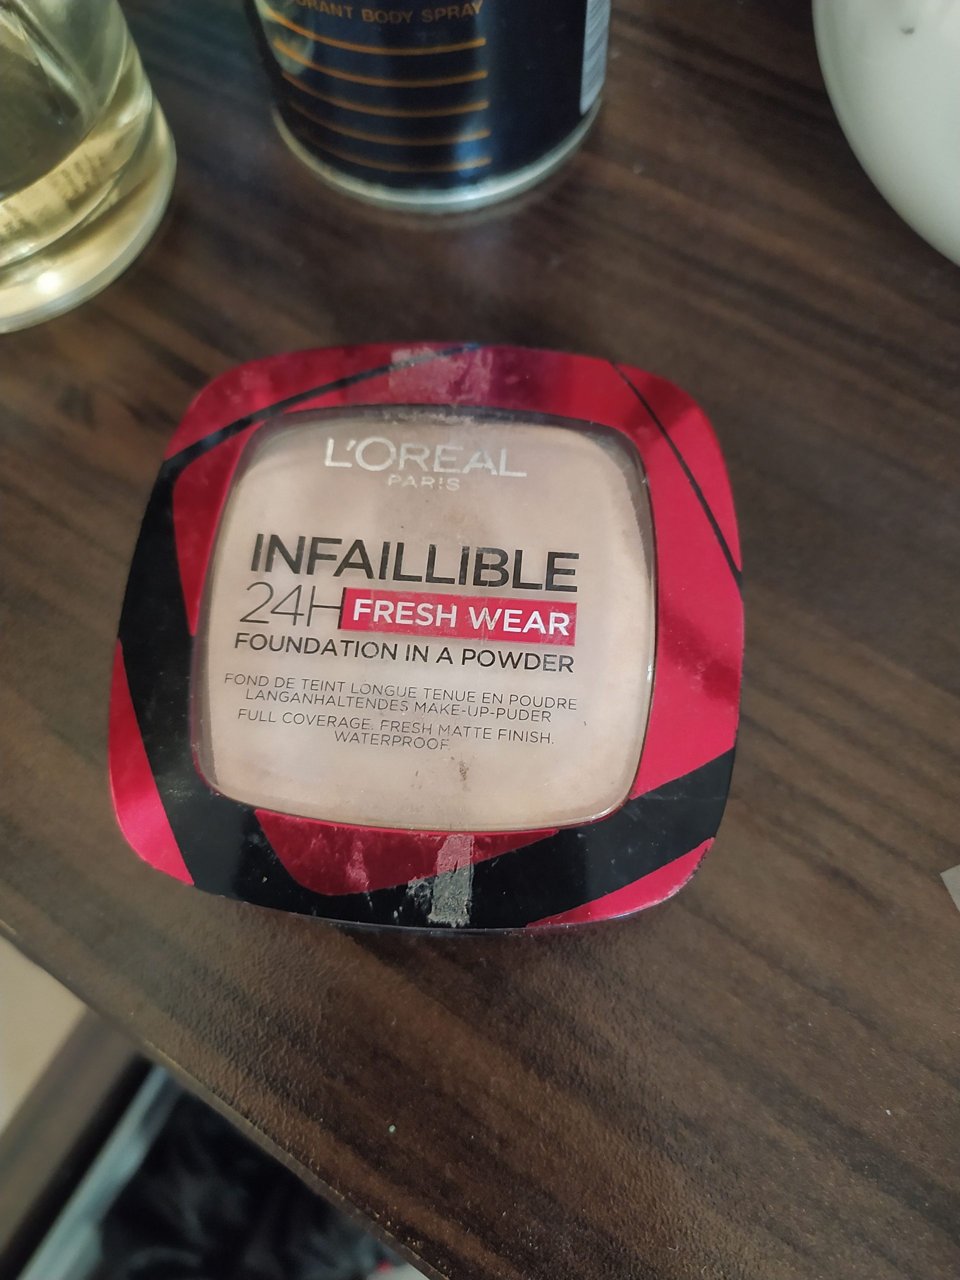 BODY SPRAY
L'ORÉAL
PARIS
INFAILLIBLE
24H FRESH WEAR
FOUNDATION IN A POWDER
FOND DE TEINT LONGUE TENUE EN POUDRE
LANGANHALTENDES MAKE-UP-PUDER
FULL COVERAGE. FRESH MATTE FINISH.
WATERPROOF.